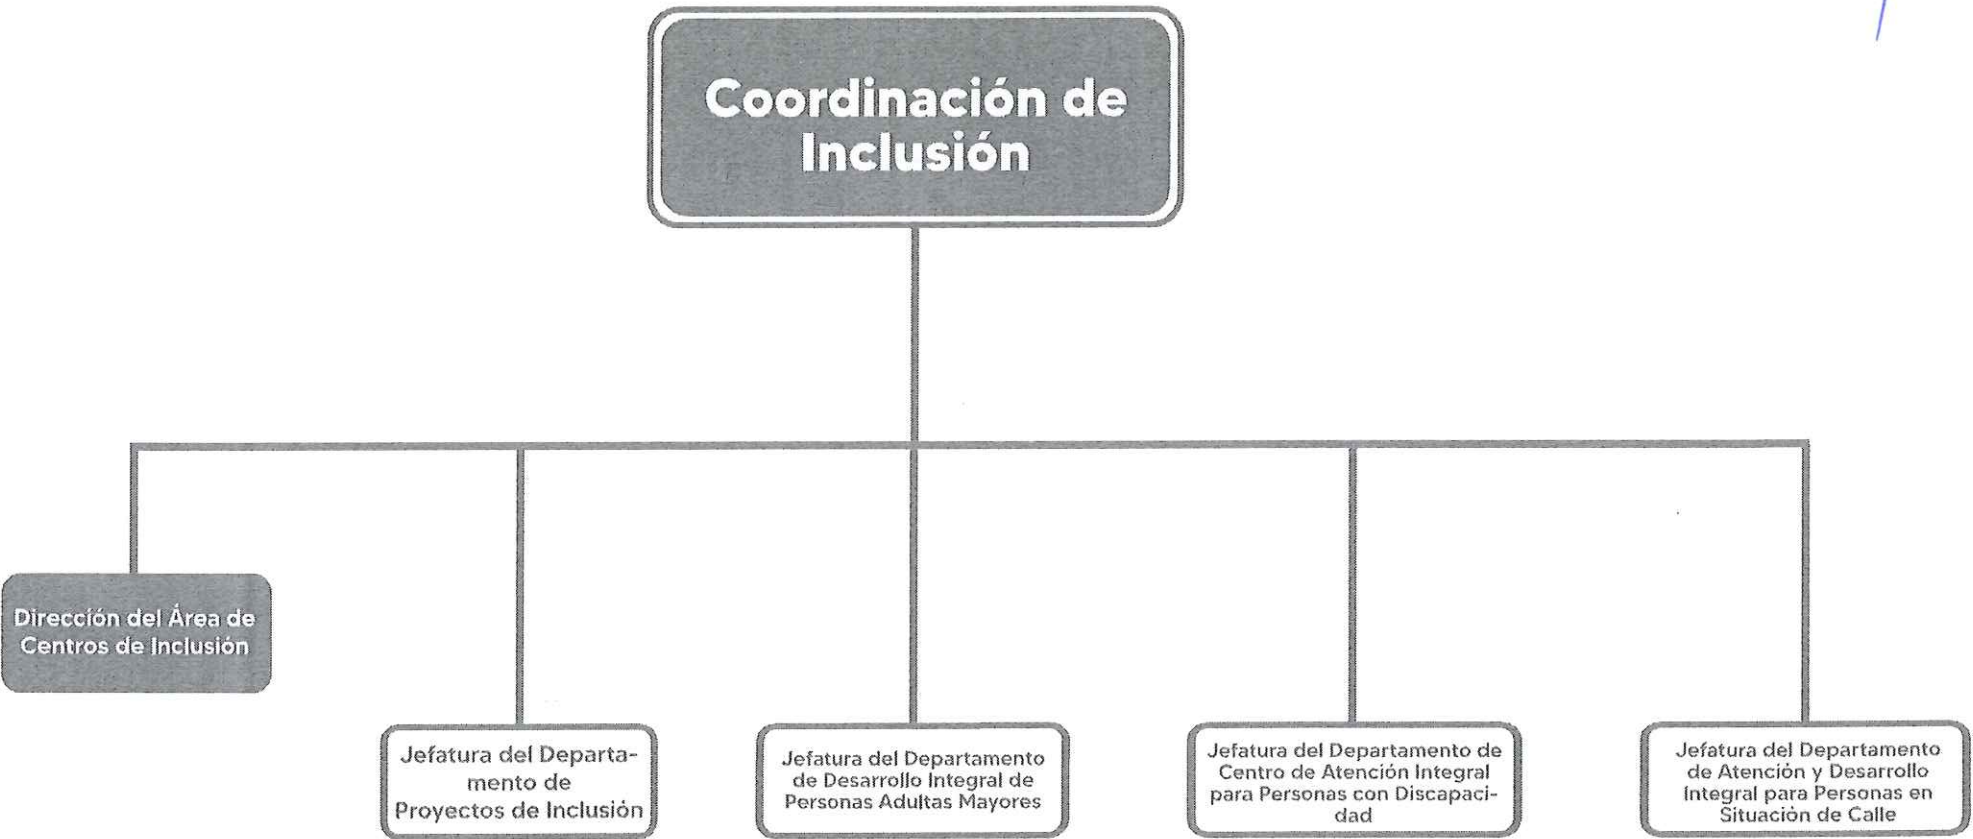 Coordinación de
Inclusión
Dirección del Área de
Centros de Inclusión
Jefatura del Departa-
mento de
Proyectos de Inclusión
Jefatura del Departamento
de Desarrollo Integral de
Personas Adultas Mayores
Jefatura del Departamento de
Centro de Atención Integral
para Personas con Discapaci-
dad
Jefatura del Departamento
de Atención y Desarrollo
Integral para Personas en
Situación de Calle